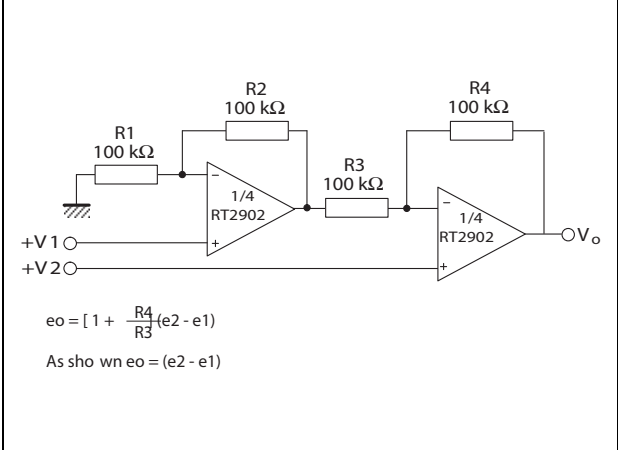 R2
100 kΩ
R4
100 kΩ
R1
100 kΩ
R3
100 kΩ
−
1/4
RT2902
+
−
1/4
RT2902
+
Vo
+V1
+V2
eo = [ 1 + R4/R3 ] (e2 - e1)
As sho wn eo = (e2 - e1)